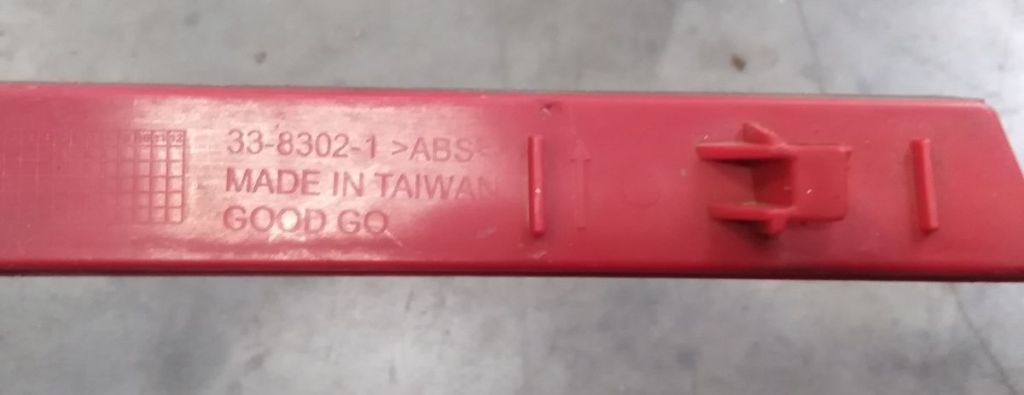 33-8302-1 >ABS<
MADE IN TAIWAN
GOOD GO